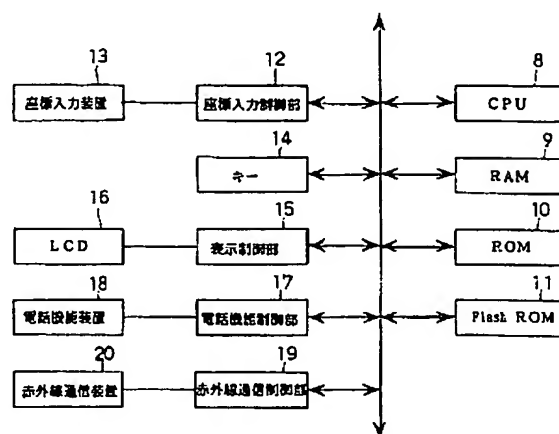 13 12 8
座標入力装置 座標入力制御部 CPU
14 9
キー RAM
16 15 10
LCD 表示制御部 ROM
18 17 11
電話機能装置 電話機能制御部 Flash ROM
20 19
赤外線通信装置 赤外線通信制御部